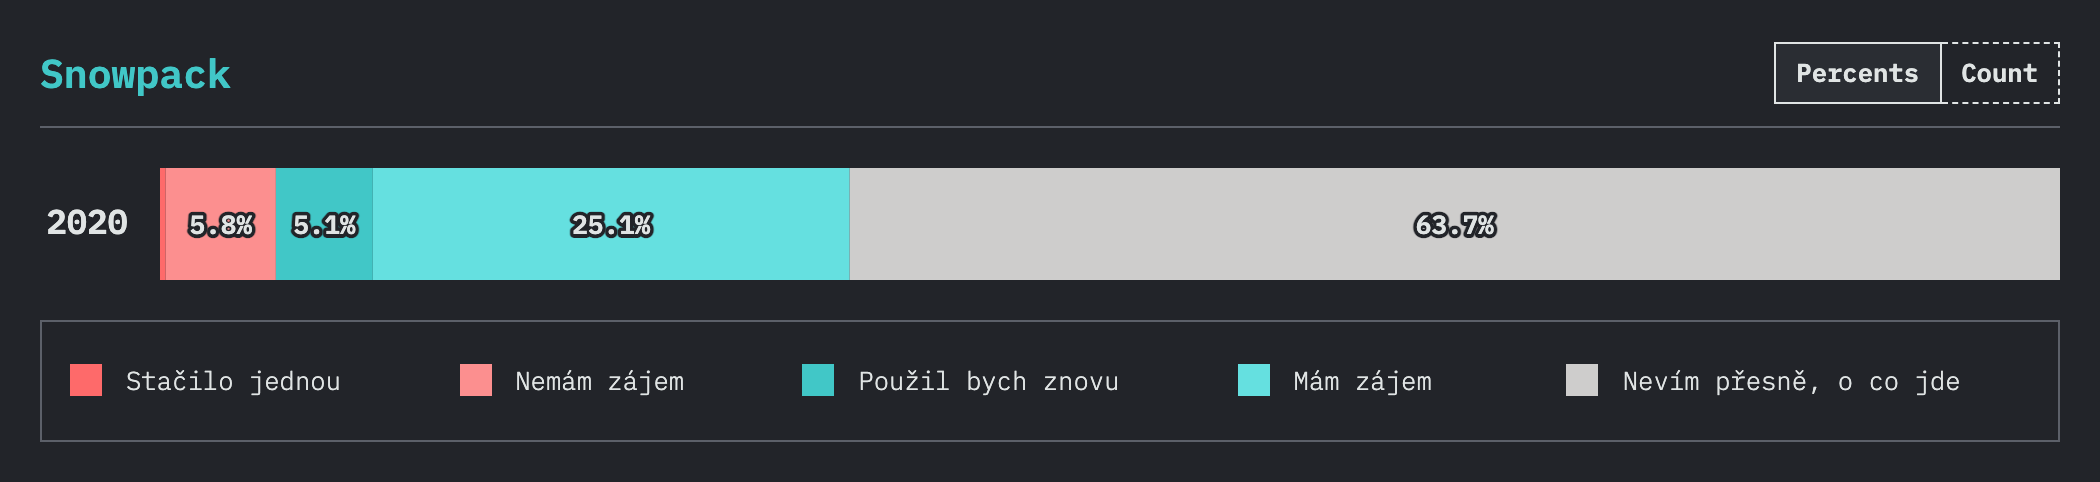 Snowpack
Percents Count
2020 5.8% 5.1% 25.1% 63.7%
Stačilo jednou Nemám zájem Použil bych znovu Mám zájem Nevím přesně, o co jde